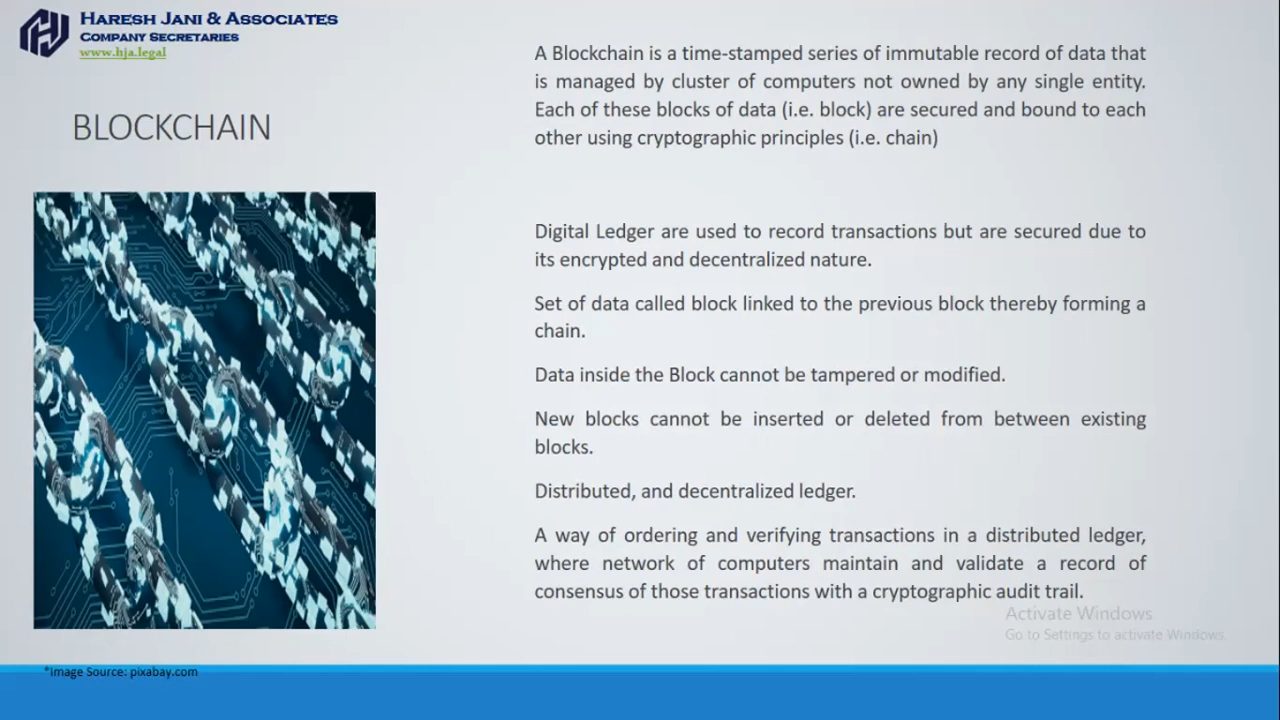 HARESH JANI & ASSOCIATES
COMPANY SECRETARIES
www.hja.legal
BLOCKCHAIN
A Blockchain is a time-stamped series of immutable record of data that
is managed by cluster of computers not owned by any single entity.
Each of these blocks of data (i.e. block) are secured and bound to each
other using cryptographic principles (i.e. chain)
Digital Ledger are used to record transactions but are secured due to
its encrypted and decentralized nature.
Set of data called block linked to the previous block thereby forming a
chain.
Data inside the Block cannot be tampered or modified.
New blocks cannot be inserted or deleted from between existing
blocks.
Distributed, and decentralized ledger.
A way of ordering and verifying transactions in a distributed ledger,
where network of computers maintain and validate a record of
consensus of those transactions with a cryptographic audit trail.
Activate Windows
Go to Settings to activate Windows.
*Image Source: pixabay.com